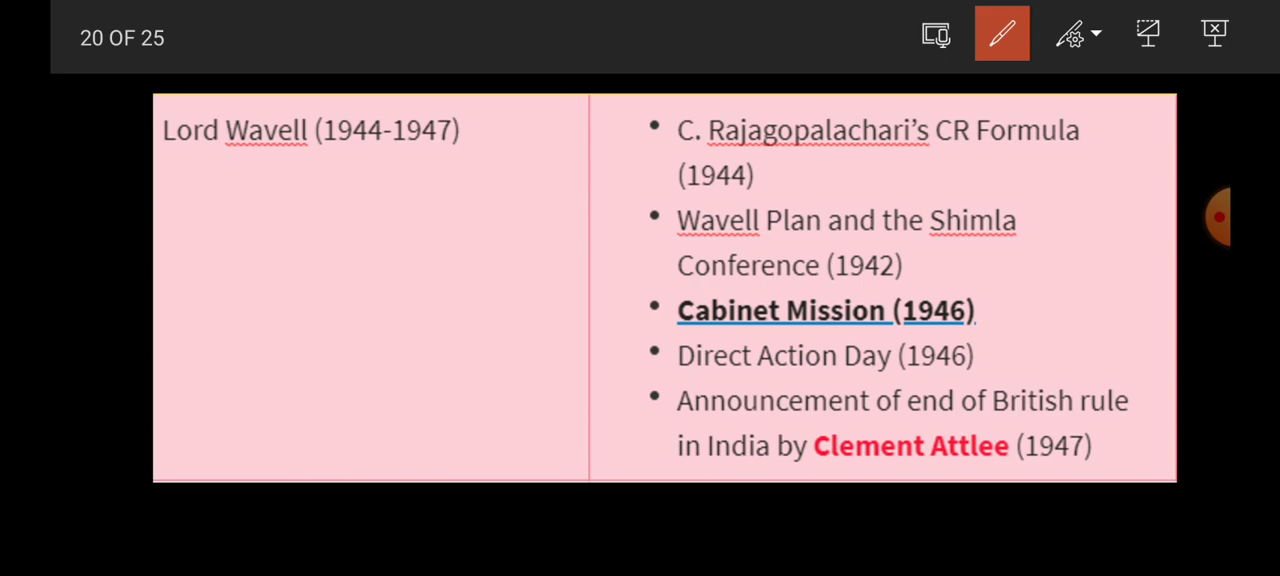 20 OF 25
Lord Wavell (1944-1947)
• C. Rajagopalachari’s CR Formula
(1944)
• Wavell Plan and the Shimla
Conference (1942)
• Cabinet Mission (1946)
• Direct Action Day (1946)
• Announcement of end of British rule
in India by Clement Attlee (1947)